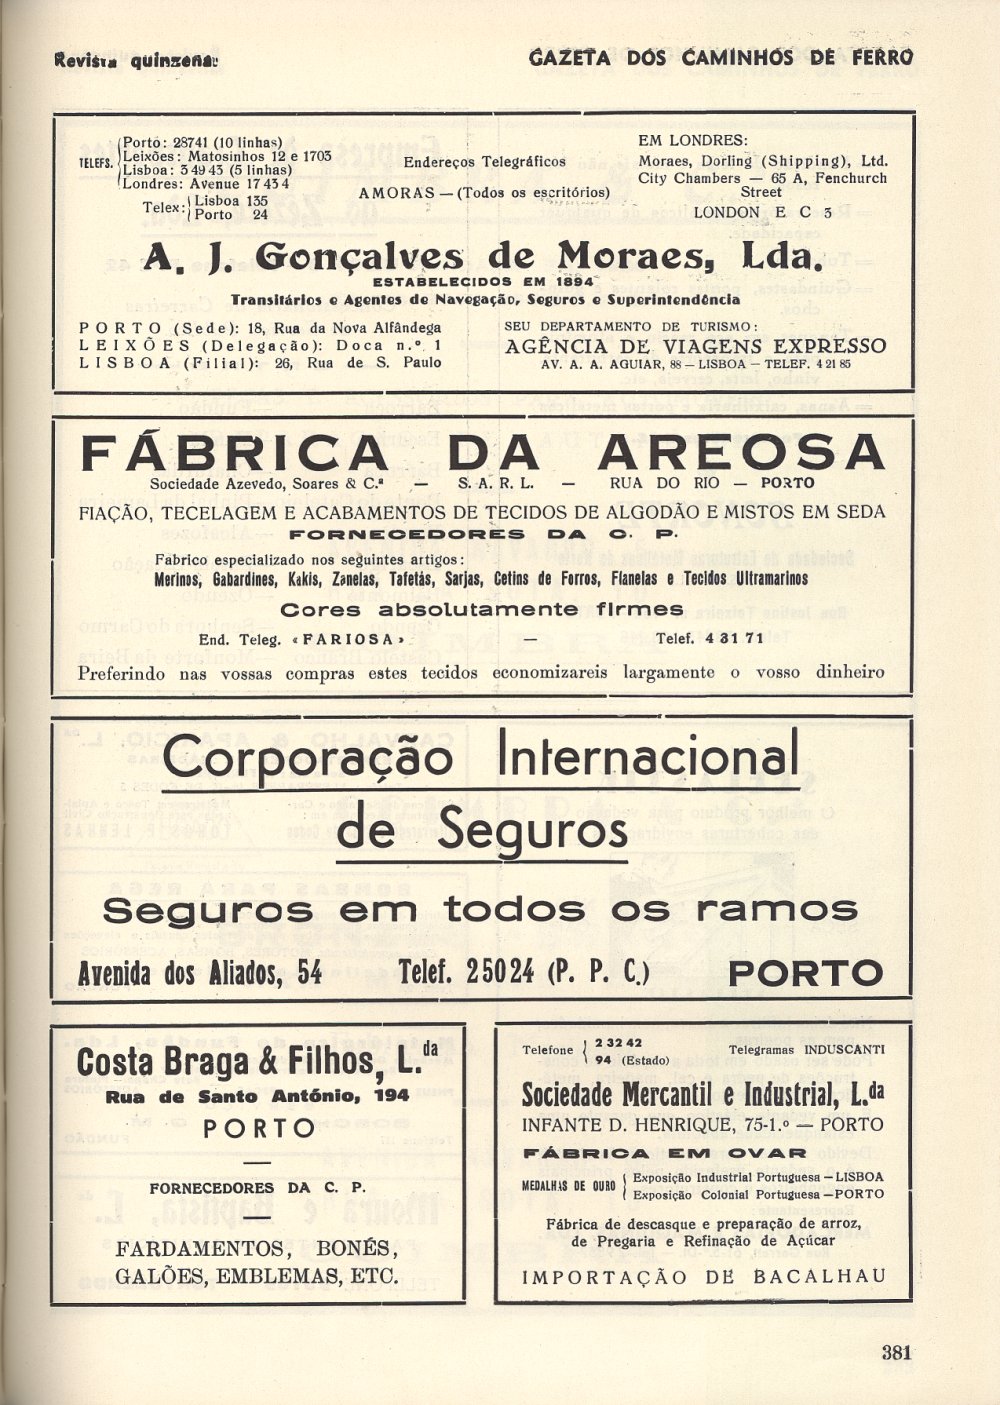 Revista quinzenal
GAZETA DOS CAMINHOS DE FERRO
TELEFS. Porto: 28741 (10 linhas)
Leixões: Matosinhos 12 e 1703
Lisboa: 3 49 43 (5 linhas)
Londres: Avenue 17 43 4
Telex: Lisboa 135
Porto 24
Endereços Telegráficos
AMORAS — (Todos os escritórios)
EM LONDRES:
Moraes, Dorling (Shipping), Ltd.
City Chambers — 65 A, Fenchurch
Street
LONDON E C 3
A. J. Gonçalves de Moraes, Lda.
ESTABELECIDOS EM 1894
Transitários e Agentes de Navegação, Seguros e Superintendência
PORTO (Sede): 18, Rua da Nova Alfândega
LEIXÕES (Delegação): Doca n.º 1
LISBOA (Filial): 26, Rua de S. Paulo
SEU DEPARTAMENTO DE TURISMO:
AGÊNCIA DE VIAGENS EXPRESSO
AV. A. A. AGUIAR, 88 — LISBOA — TELEF. 4 21 85
FÁBRICA DA AREOSA
Sociedade Azevedo, Soares & C.ª — S. A. R. L. — RUA DO RIO — PORTO
FIAÇÃO, TECELAGEM E ACABAMENTOS DE TECIDOS DE ALGODÃO E MISTOS EM SEDA
FORNECEDORES DA C. P.
Fabrico especializado nos seguintes artigos:
Merinos, Gabardines, Kakis, Zanelas, Tafetás, Sarjas, Cetins de Forros, Flanelas e Tecidos Ultramarinos
Cores absolutamente firmes
End. Teleg. «FARIOSA» — Telef. 4 31 71
Preferindo nas vossas compras estes tecidos economizareis largamente o vosso dinheiro
Corporação Internacional
de Seguros
Seguros em todos os ramos
Avenida dos Aliados, 54 Telef. 25024 (P. P. C.) PORTO
Costa Braga & Filhos, L.da
Rua de Santo António, 194
PORTO
—
FORNECEDORES DA C. P.
—
FARDAMENTOS, BONÉS,
GALÕES, EMBLEMAS, ETC.
Telefone 2 32 42
94 (Estado)
Telegramas INDUSCANTI
Sociedade Mercantil e Industrial, L.da
INFANTE D. HENRIQUE, 75-1.º — PORTO
FÁBRICA EM OVAR
MEDALHAS DE OURO Exposição Industrial Portuguesa — LISBOA
Exposição Colonial Portuguesa — PORTO
Fábrica de descasque e preparação de arroz,
de Pregaria e Refinação de Açúcar
IMPORTAÇÃO DE BACALHAU
381